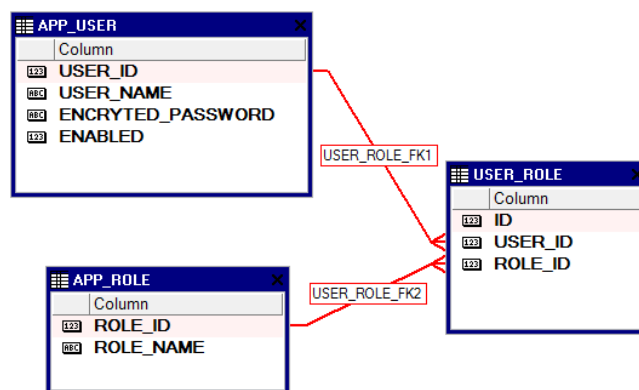 APP_USER
Column
USER_ID
USER_NAME
ENCRYTED_PASSWORD
ENABLED
USER_ROLE_FK1
USER_ROLE
Column
ID
USER_ID
ROLE_ID
APP_ROLE
Column
ROLE_ID
ROLE_NAME
USER_ROLE_FK2